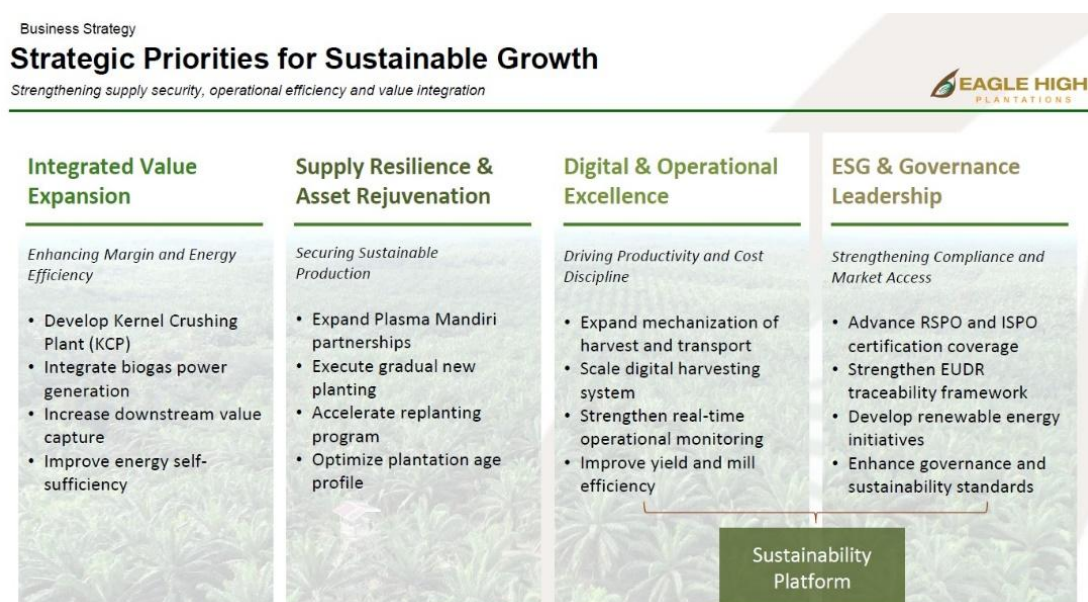 Business Strategy
Strategic Priorities for Sustainable Growth
Strengthening supply security, operational efficiency and value integration
EAGLE HIGH
PLANTATIONS
Integrated Value
Expansion
Enhancing Margin and Energy
Efficiency
• Develop Kernel Crushing
Plant (KCP)
• Integrate biogas power
generation
• Increase downstream value
capture
• Improve energy self-
sufficiency
Supply Resilience &
Asset Rejuvenation
Securing Sustainable
Production
• Expand Plasma Mandiri
partnerships
• Execute gradual new
planting
• Accelerate replanting
program
• Optimize plantation age
profile
Digital & Operational
Excellence
Driving Productivity and Cost
Discipline
• Expand mechanization of
harvest and transport
• Scale digital harvesting
system
• Strengthen real-time
operational monitoring
• Improve yield and mill
efficiency
ESG & Governance
Leadership
Strengthening Compliance and
Market Access
• Advance RSPO and ISPO
certification coverage
• Strengthen EUDR
traceability framework
• Develop renewable energy
initiatives
• Enhance governance and
sustainability standards
Sustainability
Platform